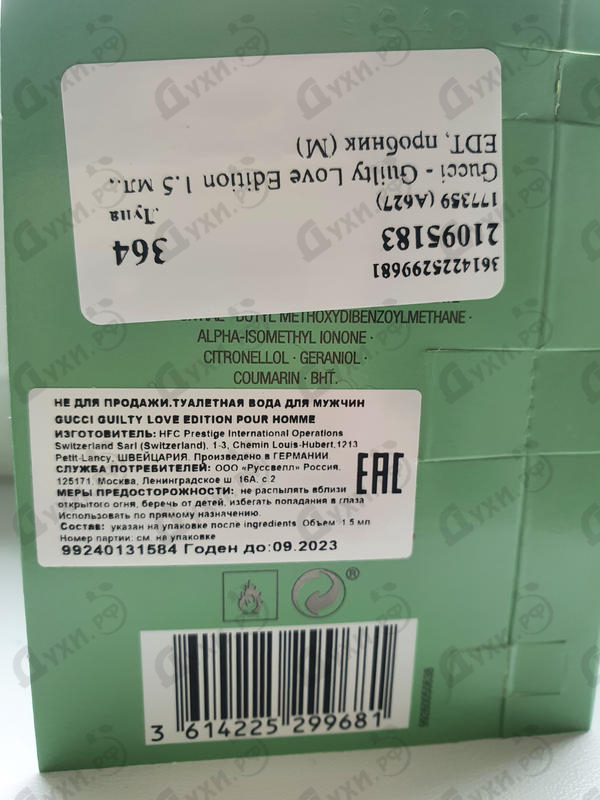 3614225299681
21095183
177359 (A627)
Gucci - Guilty Love Edition 1.5 мл.,
EDT, пробник (M)
364
Луна
BUTYL METHOXYDIBENZOYLMETHANE ·
ALPHA-ISOMETHYL IONONE ·
CITRONELLOL · GERANIOL ·
COUMARIN · BHT.
НЕ ДЛЯ ПРОДАЖИ.ТУАЛЕТНАЯ ВОДА ДЛЯ МУЖЧИН
GUCCI GUILTY LOVE EDITION POUR HOMME
ИЗГОТОВИТЕЛЬ: HFC Prestige International Operations
Switzerland Sarl (Switzerland), 1-3, Chemin Louis-Hubert,1213
Petit-Lancy, ШВЕЙЦАРИЯ. Произведено в ГЕРМАНИИ
СЛУЖБА ПОТРЕБИТЕЛЕЙ: ООО «Руссвелл» Россия,
125171, Москва, Ленинградское ш. 16А, с.2
МЕРЫ ПРЕДОСТОРОЖНОСТИ: не распылять вблизи
открытого огня, беречь от детей, избегать попадания в глаза
Использовать по прямому назначению.
Состав: указан на упаковке после ingredients Объем 1.5 мл
Номер партии: см. на упаковке
99240131584 Годен до:09.2023
EAC
®
3 614225 299681
99350050638
Духи.рф